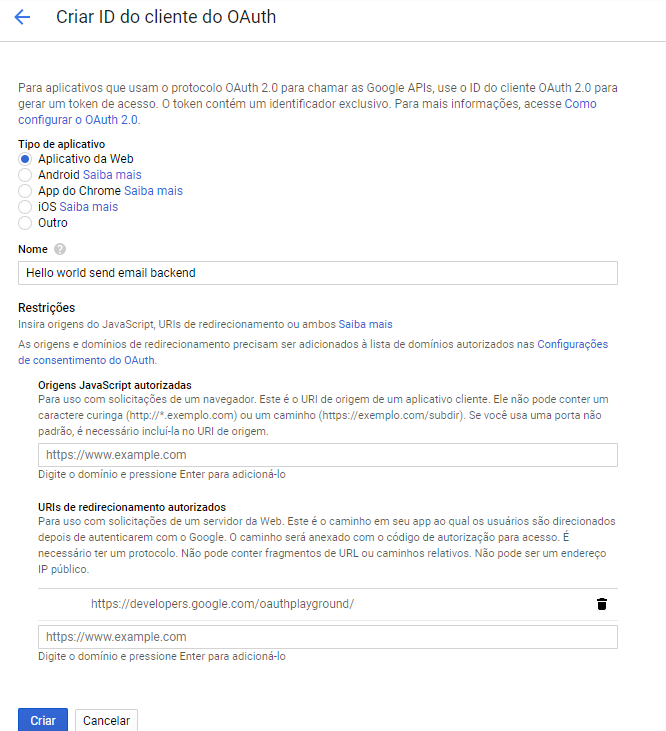 Criar ID do cliente do OAuth
Para aplicativos que usam o protocolo OAuth 2.0 para chamar as Google APIs, use o ID do cliente OAuth 2.0 para
gerar um token de acesso. O token contém um identificador exclusivo. Para mais informações, acesse Como
configurar o OAuth 2.0.
Tipo de aplicativo
Aplicativo da Web
Android Saiba mais
App do Chrome Saiba mais
iOS Saiba mais
Outro
Nome ?
Hello world send email backend
Restrições
Insira origens do JavaScript, URIs de redirecionamento ou ambos Saiba mais
As origens e domínios de redirecionamento precisam ser adicionados à lista de domínios autorizados nas Configurações
de consentimento do OAuth.
Origens JavaScript autorizadas
Para uso com solicitações de um navegador. Este é o URI de origem de um aplicativo cliente. Ele não pode conter um
caractere curinga (http://*.exemplo.com) ou um caminho (https://exemplo.com/subdir). Se você usa uma porta não
padrão, é necessário incluí-la no URI de origem.
https://www.example.com
Digite o domínio e pressione Enter para adicioná-lo
URIs de redirecionamento autorizados
Para uso com solicitações de um servidor da Web. Este é o caminho em seu app ao qual os usuários são direcionados
depois de autenticarem com o Google. O caminho será anexado com o código de autorização para acesso. É
necessário ter um protocolo. Não pode conter fragmentos de URL ou caminhos relativos. Não pode ser um endereço
IP público.
https://developers.google.com/oauthplayground/
https://www.example.com
Digite o domínio e pressione Enter para adicioná-lo
Criar Cancelar